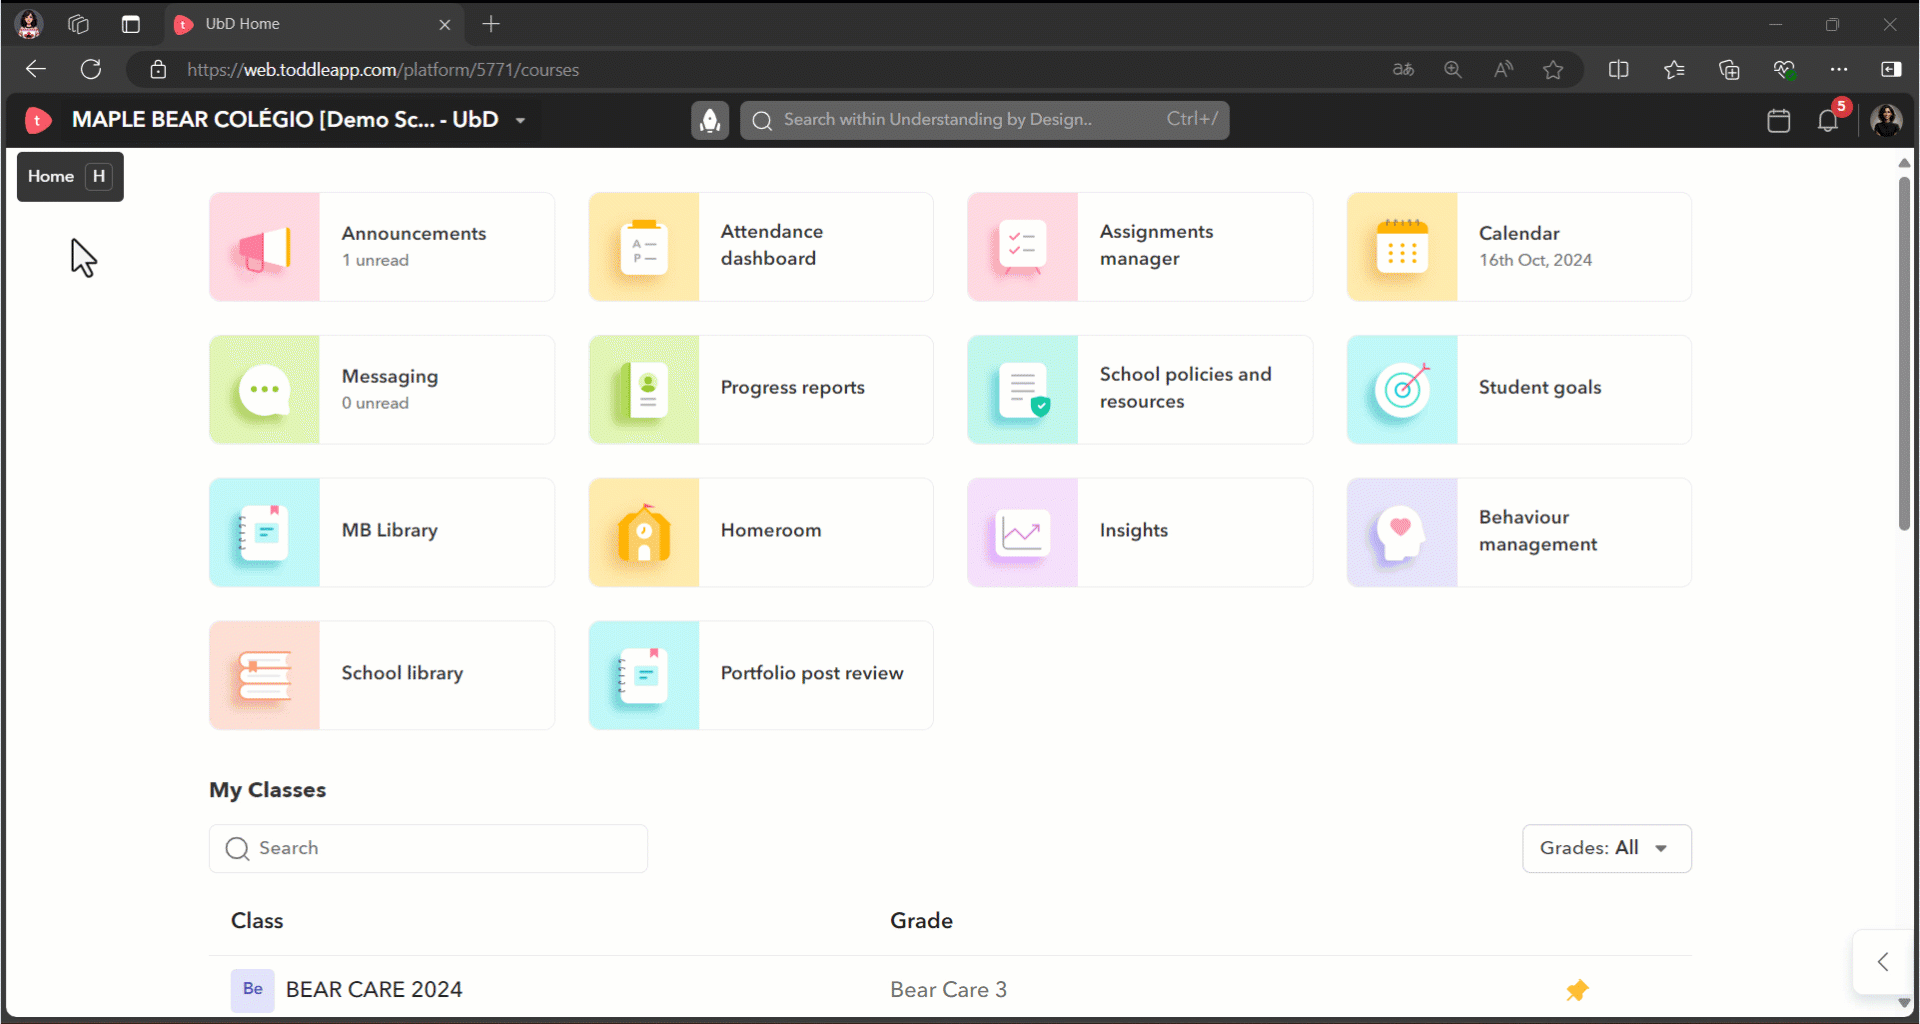 UbD Home
https://web.toddleapp.com/platform/5771/courses
aあ
A
t
MAPLE BEAR COLÉGIO [Demo Sc... - UbD
Search within Understanding by Design..
Ctrl+/
5
Home H
Announcements
1 unread
A
P
Attendance
dashboard
Assignments
manager
Calendar
16th Oct, 2024
Messaging
0 unread
Progress reports
School policies and
resources
Student goals
MB Library
Homeroom
Insights
Behaviour
management
School library
Portfolio post review
My Classes
Search
Grades: All
Class
Grade
Be
BEAR CARE 2024
Bear Care 3